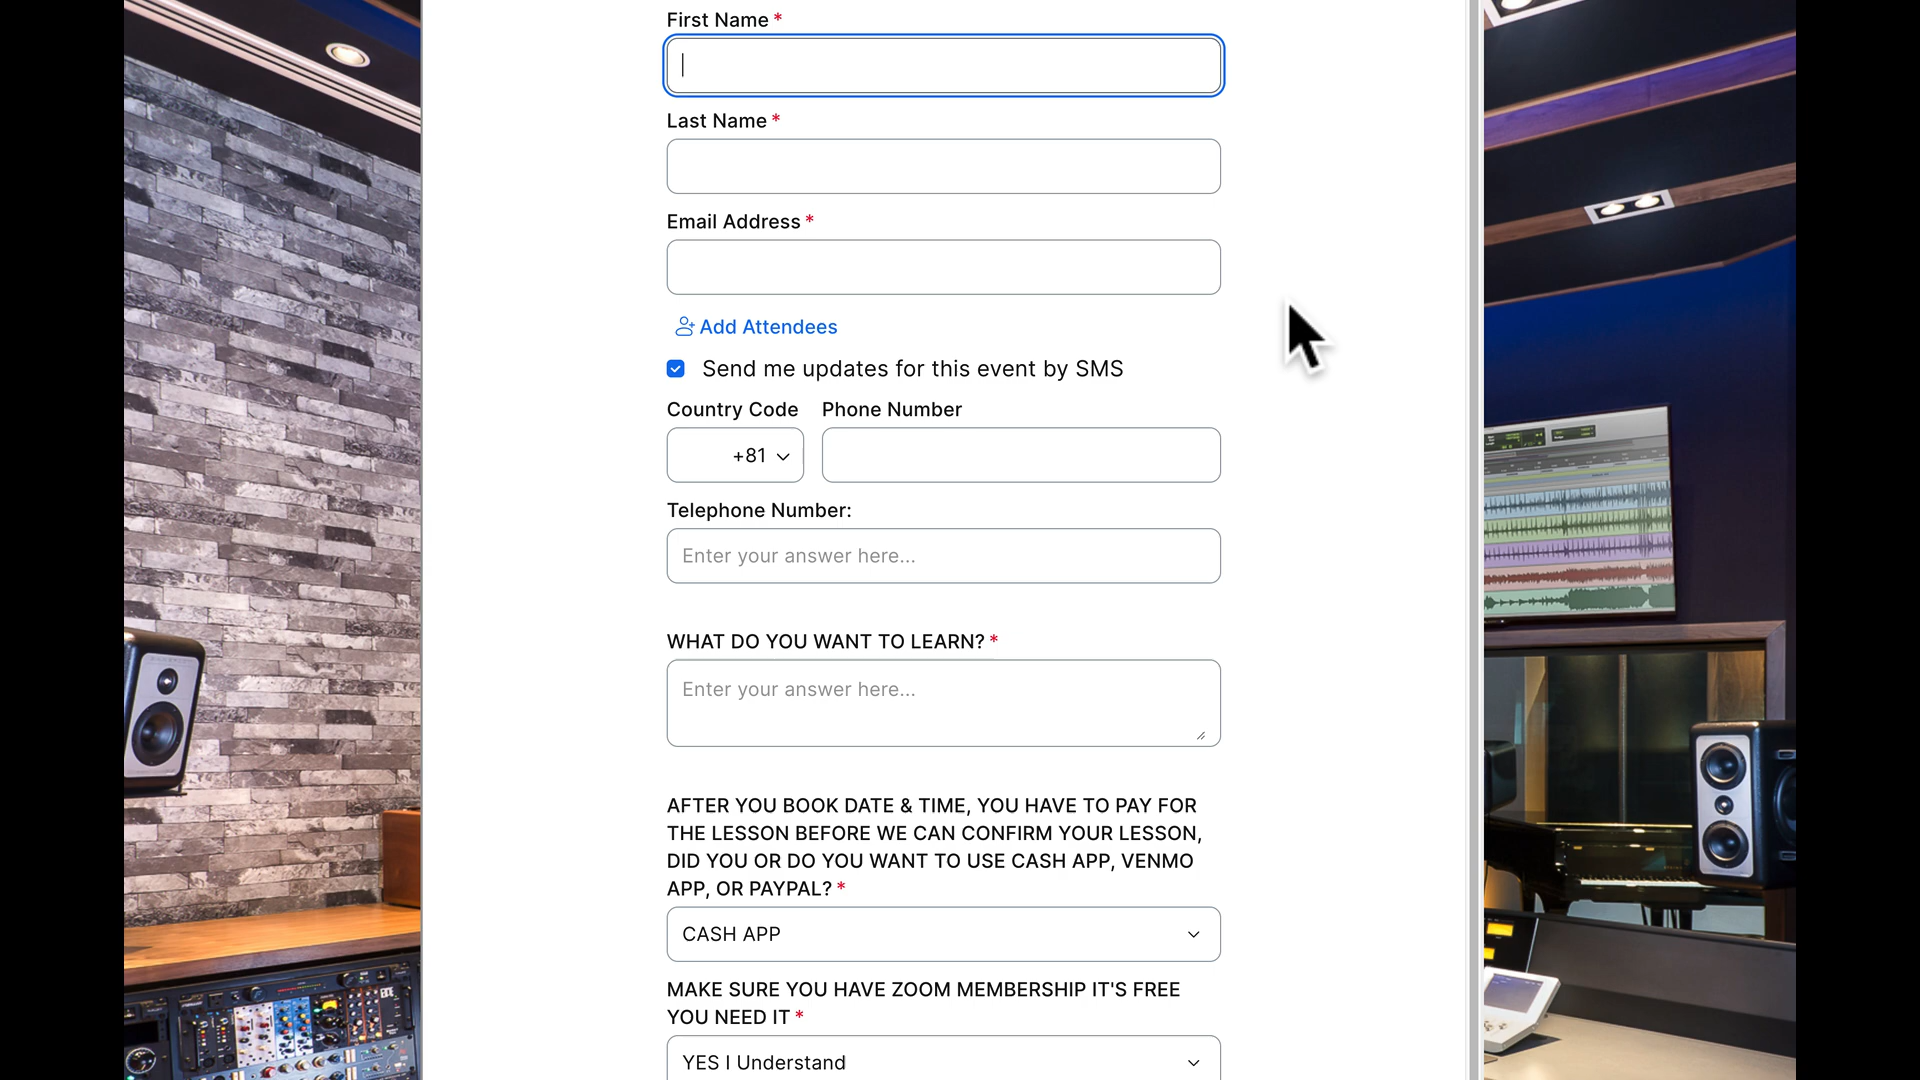 First Name *
Last Name *
Email Address *
Add Attendees
Send me updates for this event by SMS
Country Code Phone Number
+81
Telephone Number:
Enter your answer here...
WHAT DO YOU WANT TO LEARN? *
Enter your answer here...
AFTER YOU BOOK DATE & TIME, YOU HAVE TO PAY FOR
THE LESSON BEFORE WE CAN CONFIRM YOUR LESSON,
DID YOU OR DO YOU WANT TO USE CASH APP, VENMO
APP, OR PAYPAL? *
CASH APP
MAKE SURE YOU HAVE ZOOM MEMBERSHIP IT'S FREE
YOU NEED IT *
YES I Understand